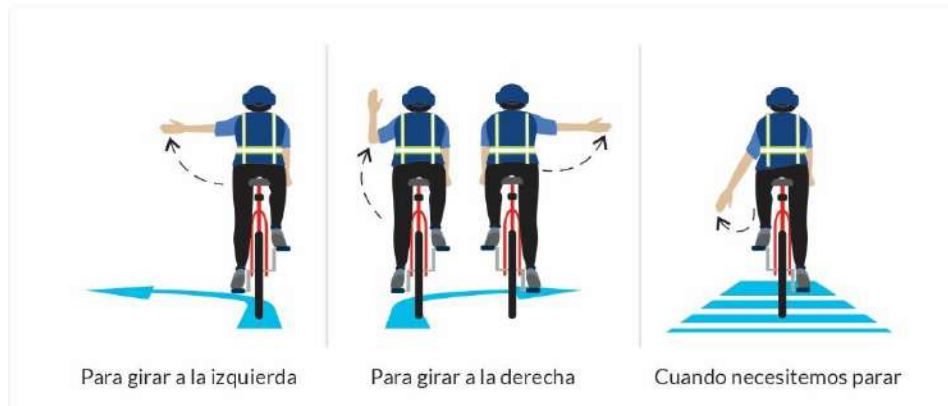 Para girar a la izquierda
Para girar a la derecha
Cuando necesitemos parar